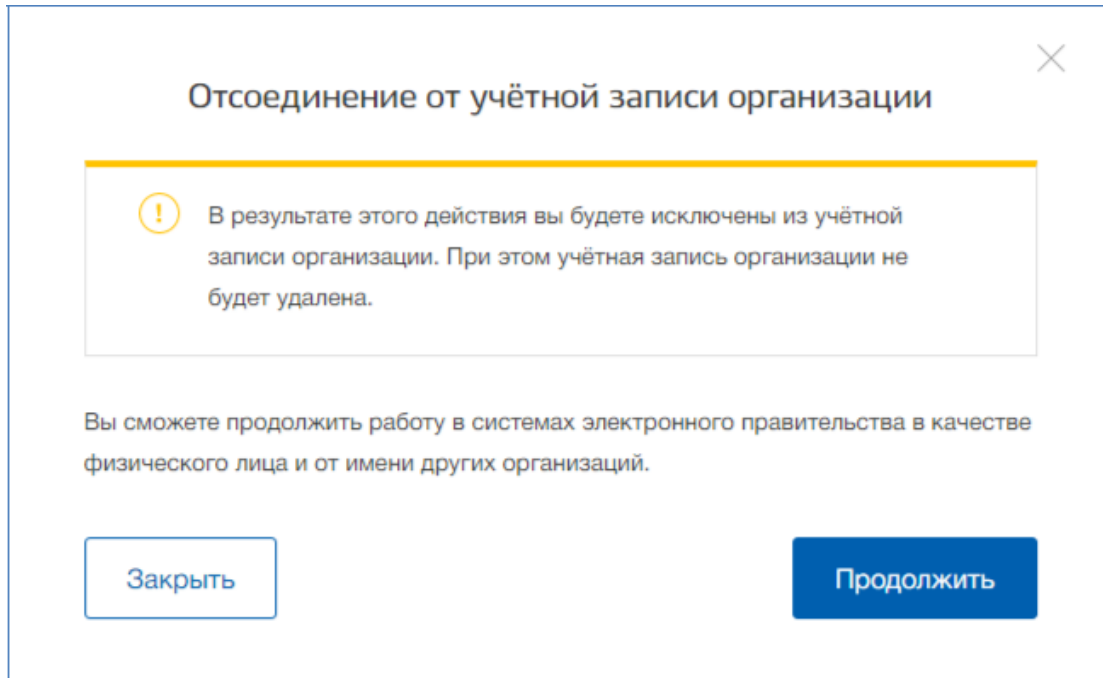 Отсоединение от учётной записи организации
В результате этого действия вы будете исключены из учётной
записи организации. При этом учётная запись организации не
будет удалена.
Вы сможете продолжить работу в системах электронного правительства в качестве
физического лица и от имени других организаций.
Закрыть
Продолжить